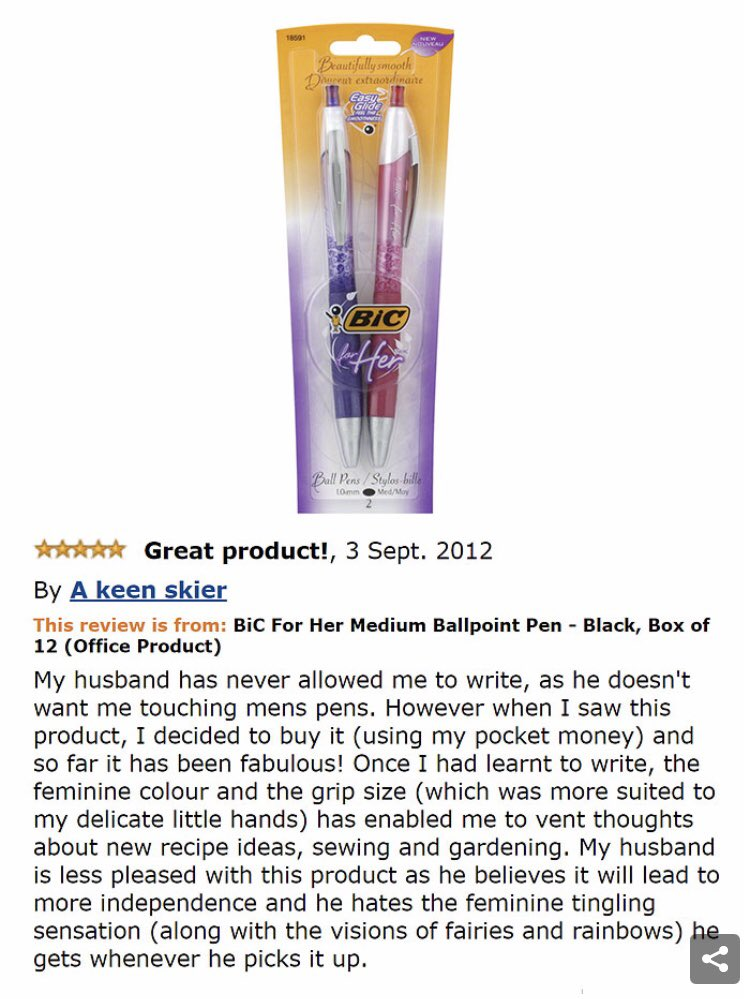 18591
NEW
NOUVEAU
Beautifully smooth
Douceur extraordinaire
Easy
Glide
FEEL THE
SMOOTHNESS
BiC
for Her
Ball Pens / Stylos-bille
1.0mm Med/Moy
2
Great product!, 3 Sept. 2012
By A keen skier
This review is from: BiC For Her Medium Ballpoint Pen - Black, Box of
12 (Office Product)
My husband has never allowed me to write, as he doesn't
want me touching mens pens. However when I saw this
product, I decided to buy it (using my pocket money) and
so far it has been fabulous! Once I had learnt to write, the
feminine colour and the grip size (which was more suited to
my delicate little hands) has enabled me to vent thoughts
about new recipe ideas, sewing and gardening. My husband
is less pleased with this product as he believes it will lead to
more independence and he hates the feminine tingling
sensation (along with the visions of fairies and rainbows) he
gets whenever he picks it up.